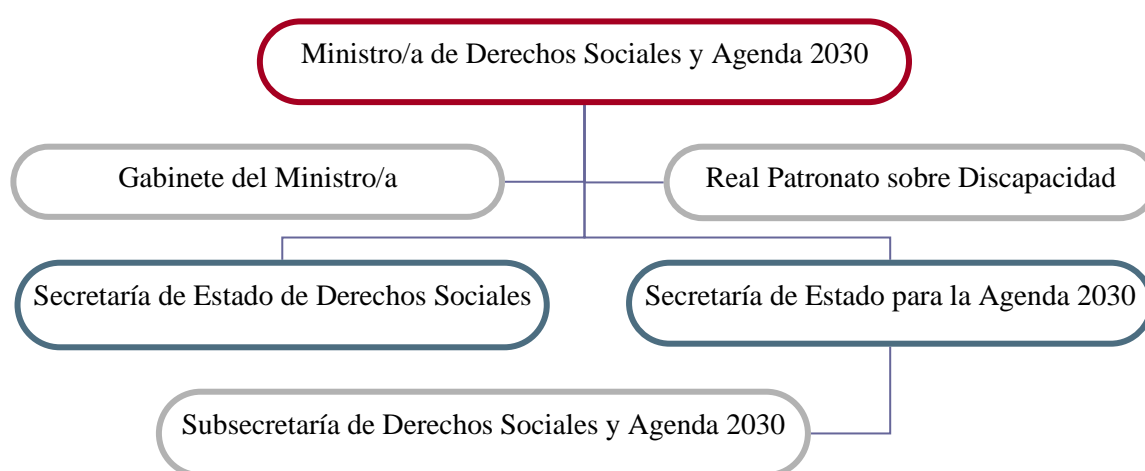 Ministro/a de Derechos Sociales y Agenda 2030
Gabinete del Ministro/a
Real Patronato sobre Discapacidad
Secretaría de Estado de Derechos Sociales
Secretaría de Estado para la Agenda 2030
Subsecretaría de Derechos Sociales y Agenda 2030